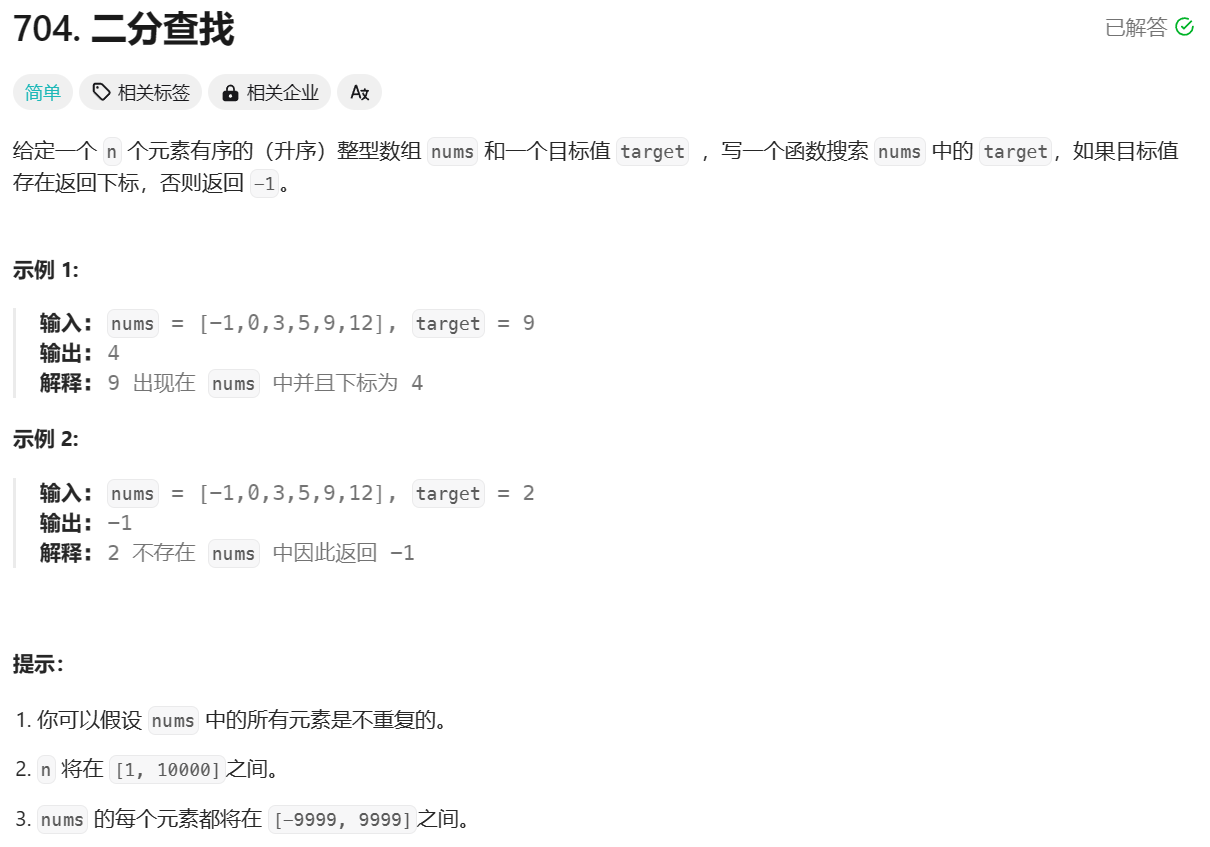 704. 二分查找
已解答
简单 相关标签 相关企业
给定一个 n 个元素有序的（升序）整型数组 nums 和一个目标值 target ，写一个函数搜索 nums 中的 target，如果目标值
存在返回下标，否则返回 -1。
示例 1:
输入: nums = [-1,0,3,5,9,12], target = 9
输出: 4
解释: 9 出现在 nums 中并且下标为 4
示例 2:
输入: nums = [-1,0,3,5,9,12], target = 2
输出: -1
解释: 2 不存在 nums 中因此返回 -1
提示：
1. 你可以假设 nums 中的所有元素是不重复的。
2. n 将在 [1, 10000]之间。
3. nums 的每个元素都将在 [-9999, 9999]之间。